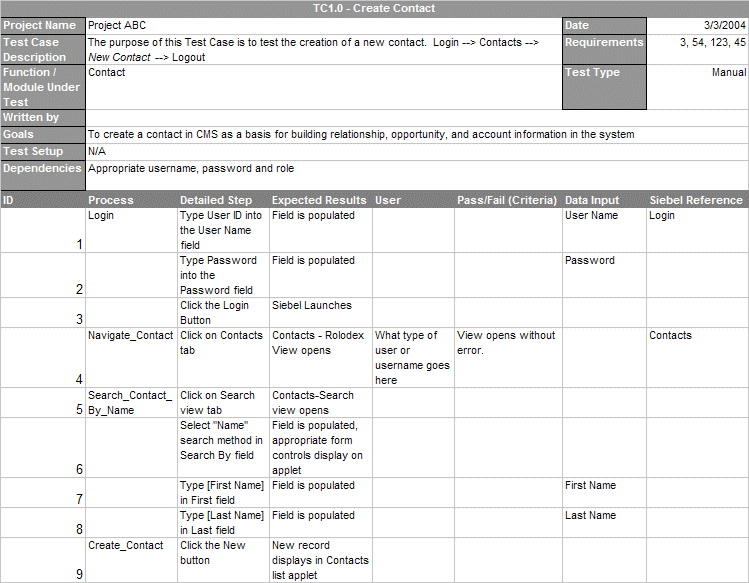 TC1.0 - Create Contact
Project Name Project ABC Date 3/3/2004
Test Case The purpose of this Test Case is to test the creation of a new contact.  Login --> Contacts --> Requirements 3, 54, 123, 45
Description New Contact --> Logout
Function / Contact Test Type Manual
Module Under
Test
Written by
Goals To create a contact in CMS as a basis for building relationship, opportunity, and account information in the system
Test Setup N/A
Dependencies Appropriate username, password and role
ID Process Detailed Step Expected Results User Pass/Fail (Criteria) Data Input Siebel Reference
Login Type User ID into Field is populated User Name Login
the User Name
1 field
Type Password Field is populated Password
into the
2 Password field
Click the Login Siebel Launches
3 Button
Navigate_Contact Click on Contacts Contacts - Rolodex What type of View opens without Contacts
tab View opens user or error.
username goes
4 here
Search_Contact_ Click on Search Contacts-Search
5 By_Name view tab view opens
Select "Name" Field is populated,
search method in appropriate form
Search By field controls display on
6 applet
Type [First Name] Field is populated First Name
7 in First field
Type [Last Name] Field is populated Last Name
8 in Last field
Create_Contact Click the New New record
button displays in Contacts
9 list applet